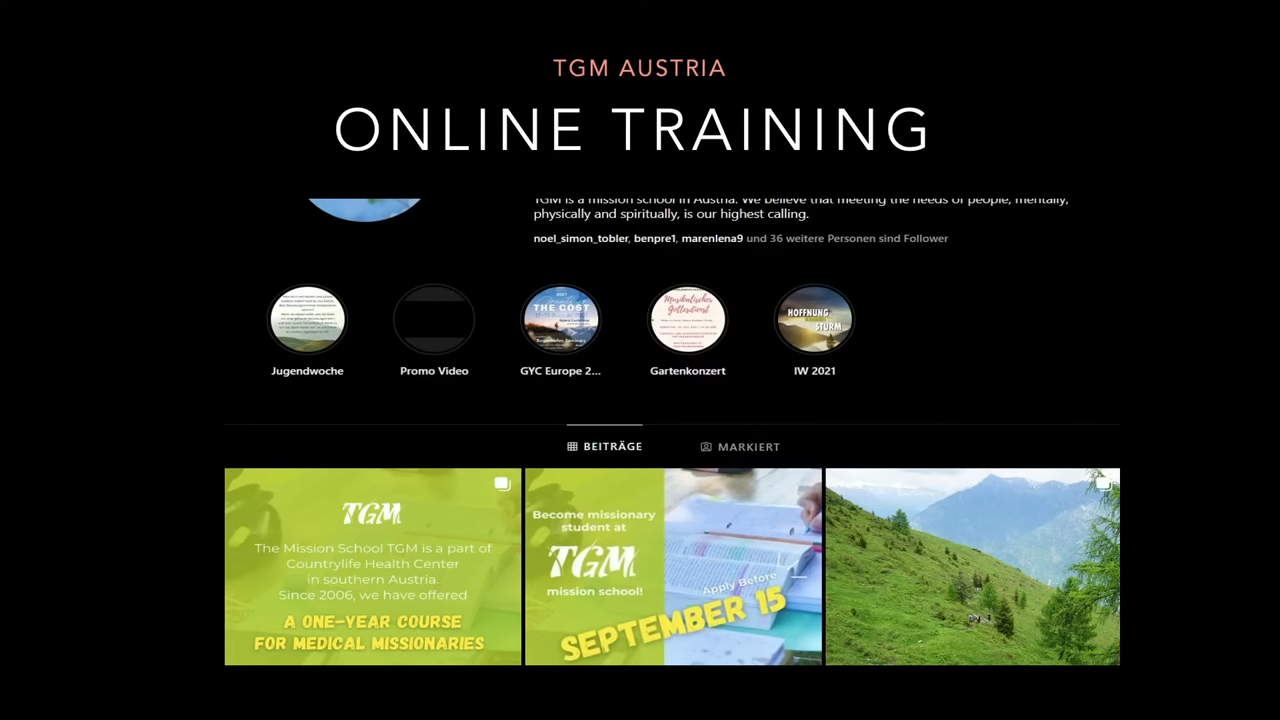 TGM AUSTRIA
ONLINE TRAINING
TGM is a mission school in Austria. We believe that meeting the needs of people, mentally,
physically and spiritually, is our highest calling.
noel_simon_tobler, benpre1, marenlena9 und 36 weitere Personen sind Follower
2021
THE COST
Musikalischer
Gottesdienst
HOFFNUNG
STURM
Jugendwoche
Promo Video
GYC Europe 2...
Gartenkonzert
IW 2021
BEITRÄGE
MARKIERT
TGM
The Mission School TGM is a part of
Countrylife Health Center
in southern Austria.
Since 2006, we have offered
A ONE-YEAR COURSE
FOR MEDICAL MISSIONARIES
Become missionary
student at
TGM
mission school!
Apply Before
SEPTEMBER 15